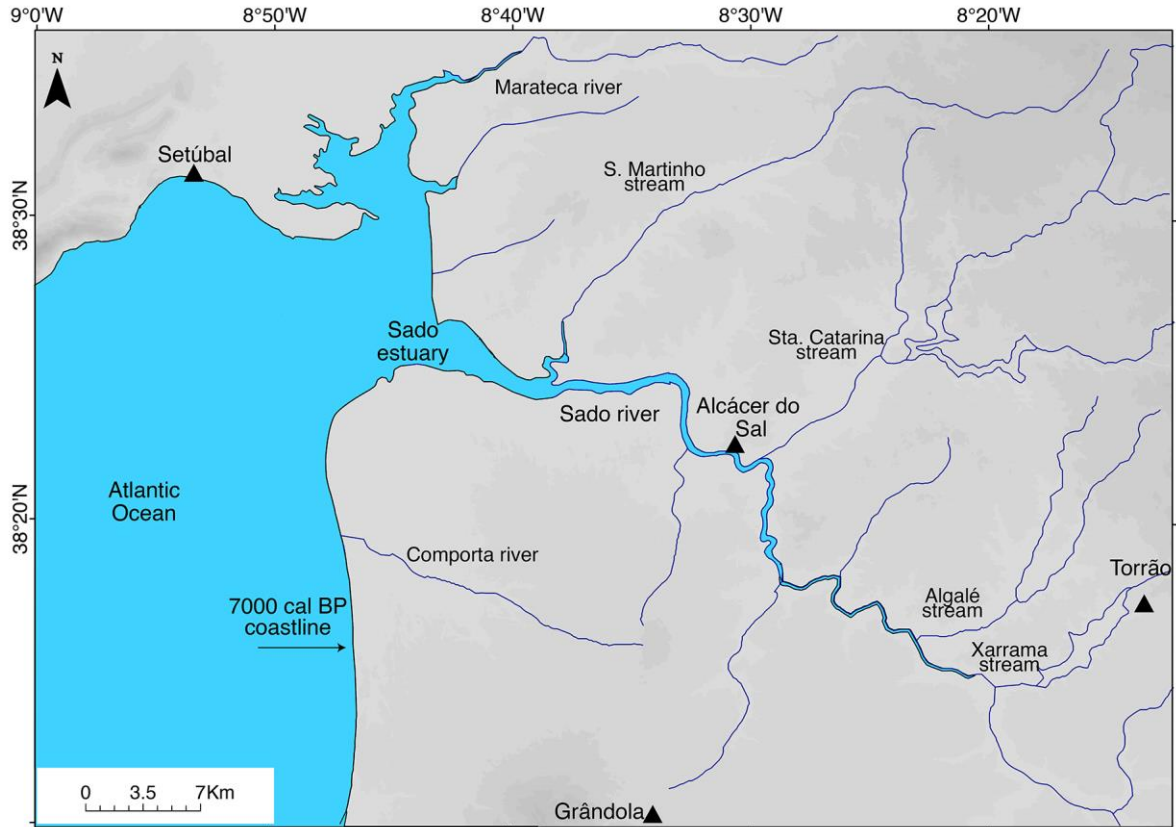 9°0'W
8°50'W
8°40'W
8°30'W
8°20'W
N
Marateca river
Setúbal
S. Martinho
stream
38°30'N
Sado
estuary
Sta. Catarina
stream
Sado river
Alcácer do
Sal
Atlantic
Ocean
38°20'N
Comporta river
Torrão
7000 cal BP
coastline
Algalé
stream
Xarrama
stream
0 3.5 7Km
Grândola